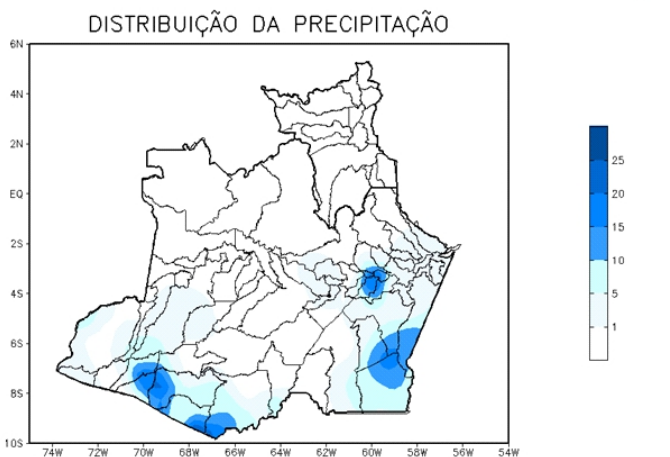 DISTRIBUIÇÃO DA PRECIPITAÇÃO
6N
4N
2N
EQ
2S
4S
6S
8S
10S
74W 72W 70W 68W 66W 64W 62W 60W 58W 56W 54W
25
20
15
10
5
1